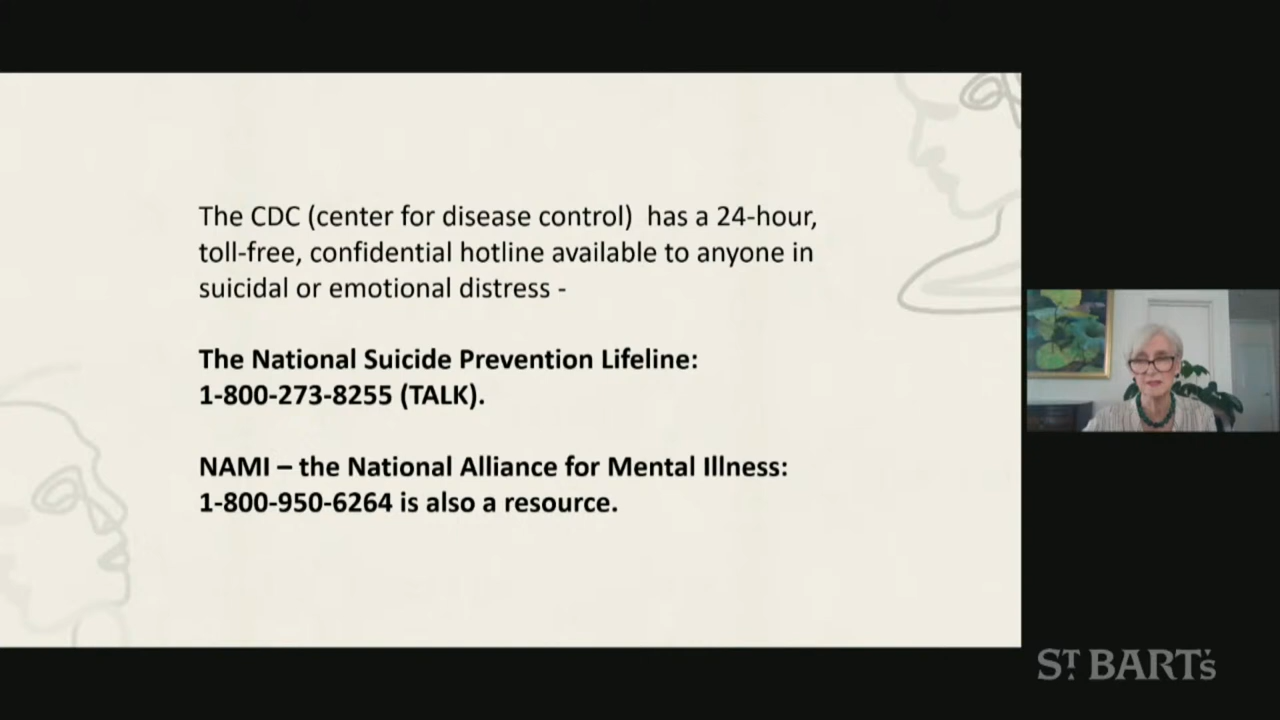 The CDC (center for disease control)  has a 24-hour,
toll-free, confidential hotline available to anyone in
suicidal or emotional distress -
The National Suicide Prevention Lifeline:
1-800-273-8255 (TALK).
NAMI – the National Alliance for Mental Illness:
1-800-950-6264 is also a resource.
ST BART's